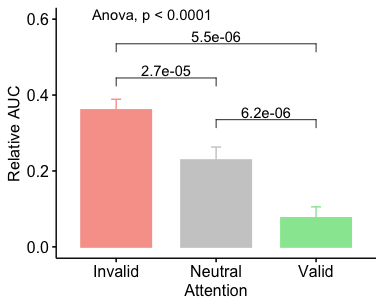 Anova, p < 0.0001
0.6
5.5e-06
2.7e-05
0.4
6.2e-06
Relative AUC
0.2
0.0
Invalid Neutral Valid
Attention